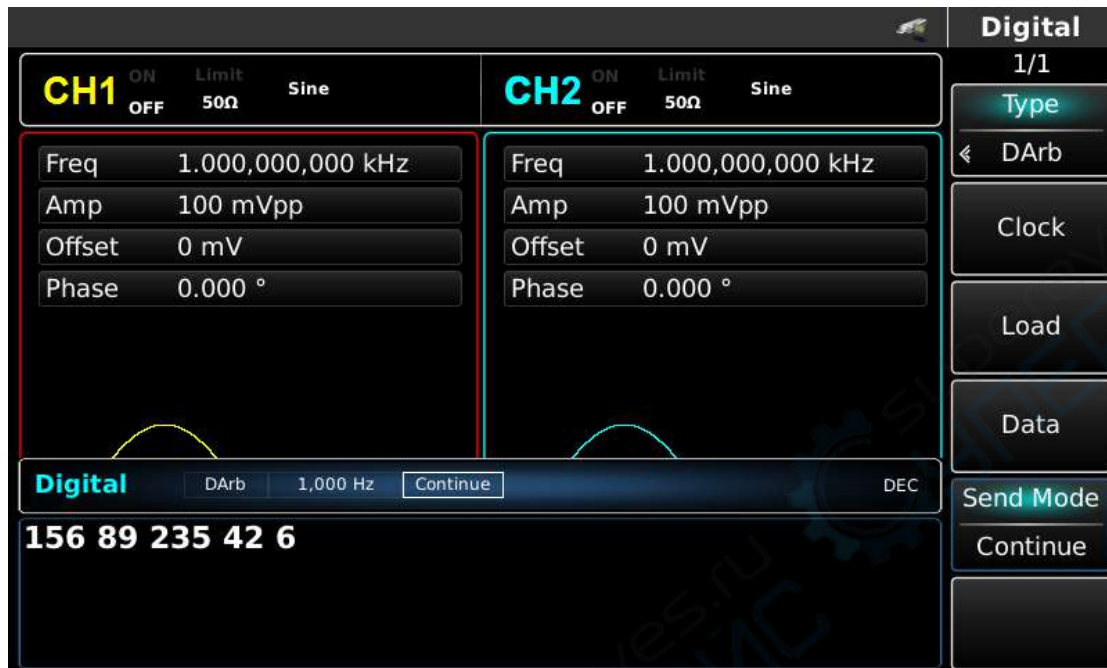 Digital
1/1
CH1 ON OFF Limit 50Ω Sine
CH2 ON OFF Limit 50Ω Sine
Type
DArb
Freq 1.000,000,000 kHz
Amp 100 mVpp
Offset 0 mV
Phase 0.000 °
Freq 1.000,000,000 kHz
Amp 100 mVpp
Offset 0 mV
Phase 0.000 °
Clock
Load
Data
Digital DArb 1,000 Hz Continue DEC
156 89 235 42 6
Send Mode
Continue